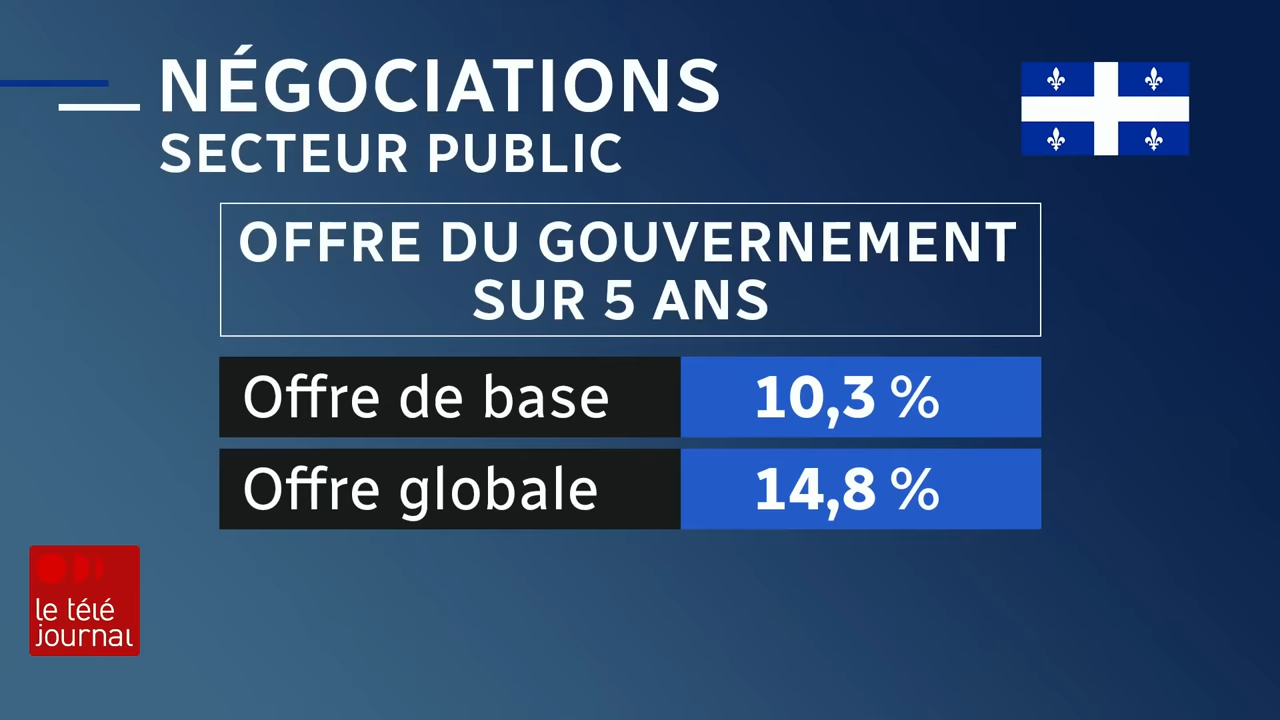 NÉGOCIATIONS
SECTEUR PUBLIC
OFFRE DU GOUVERNEMENT
SUR 5 ANS
Offre de base 10,3 %
Offre globale 14,8 %
le télé
journal